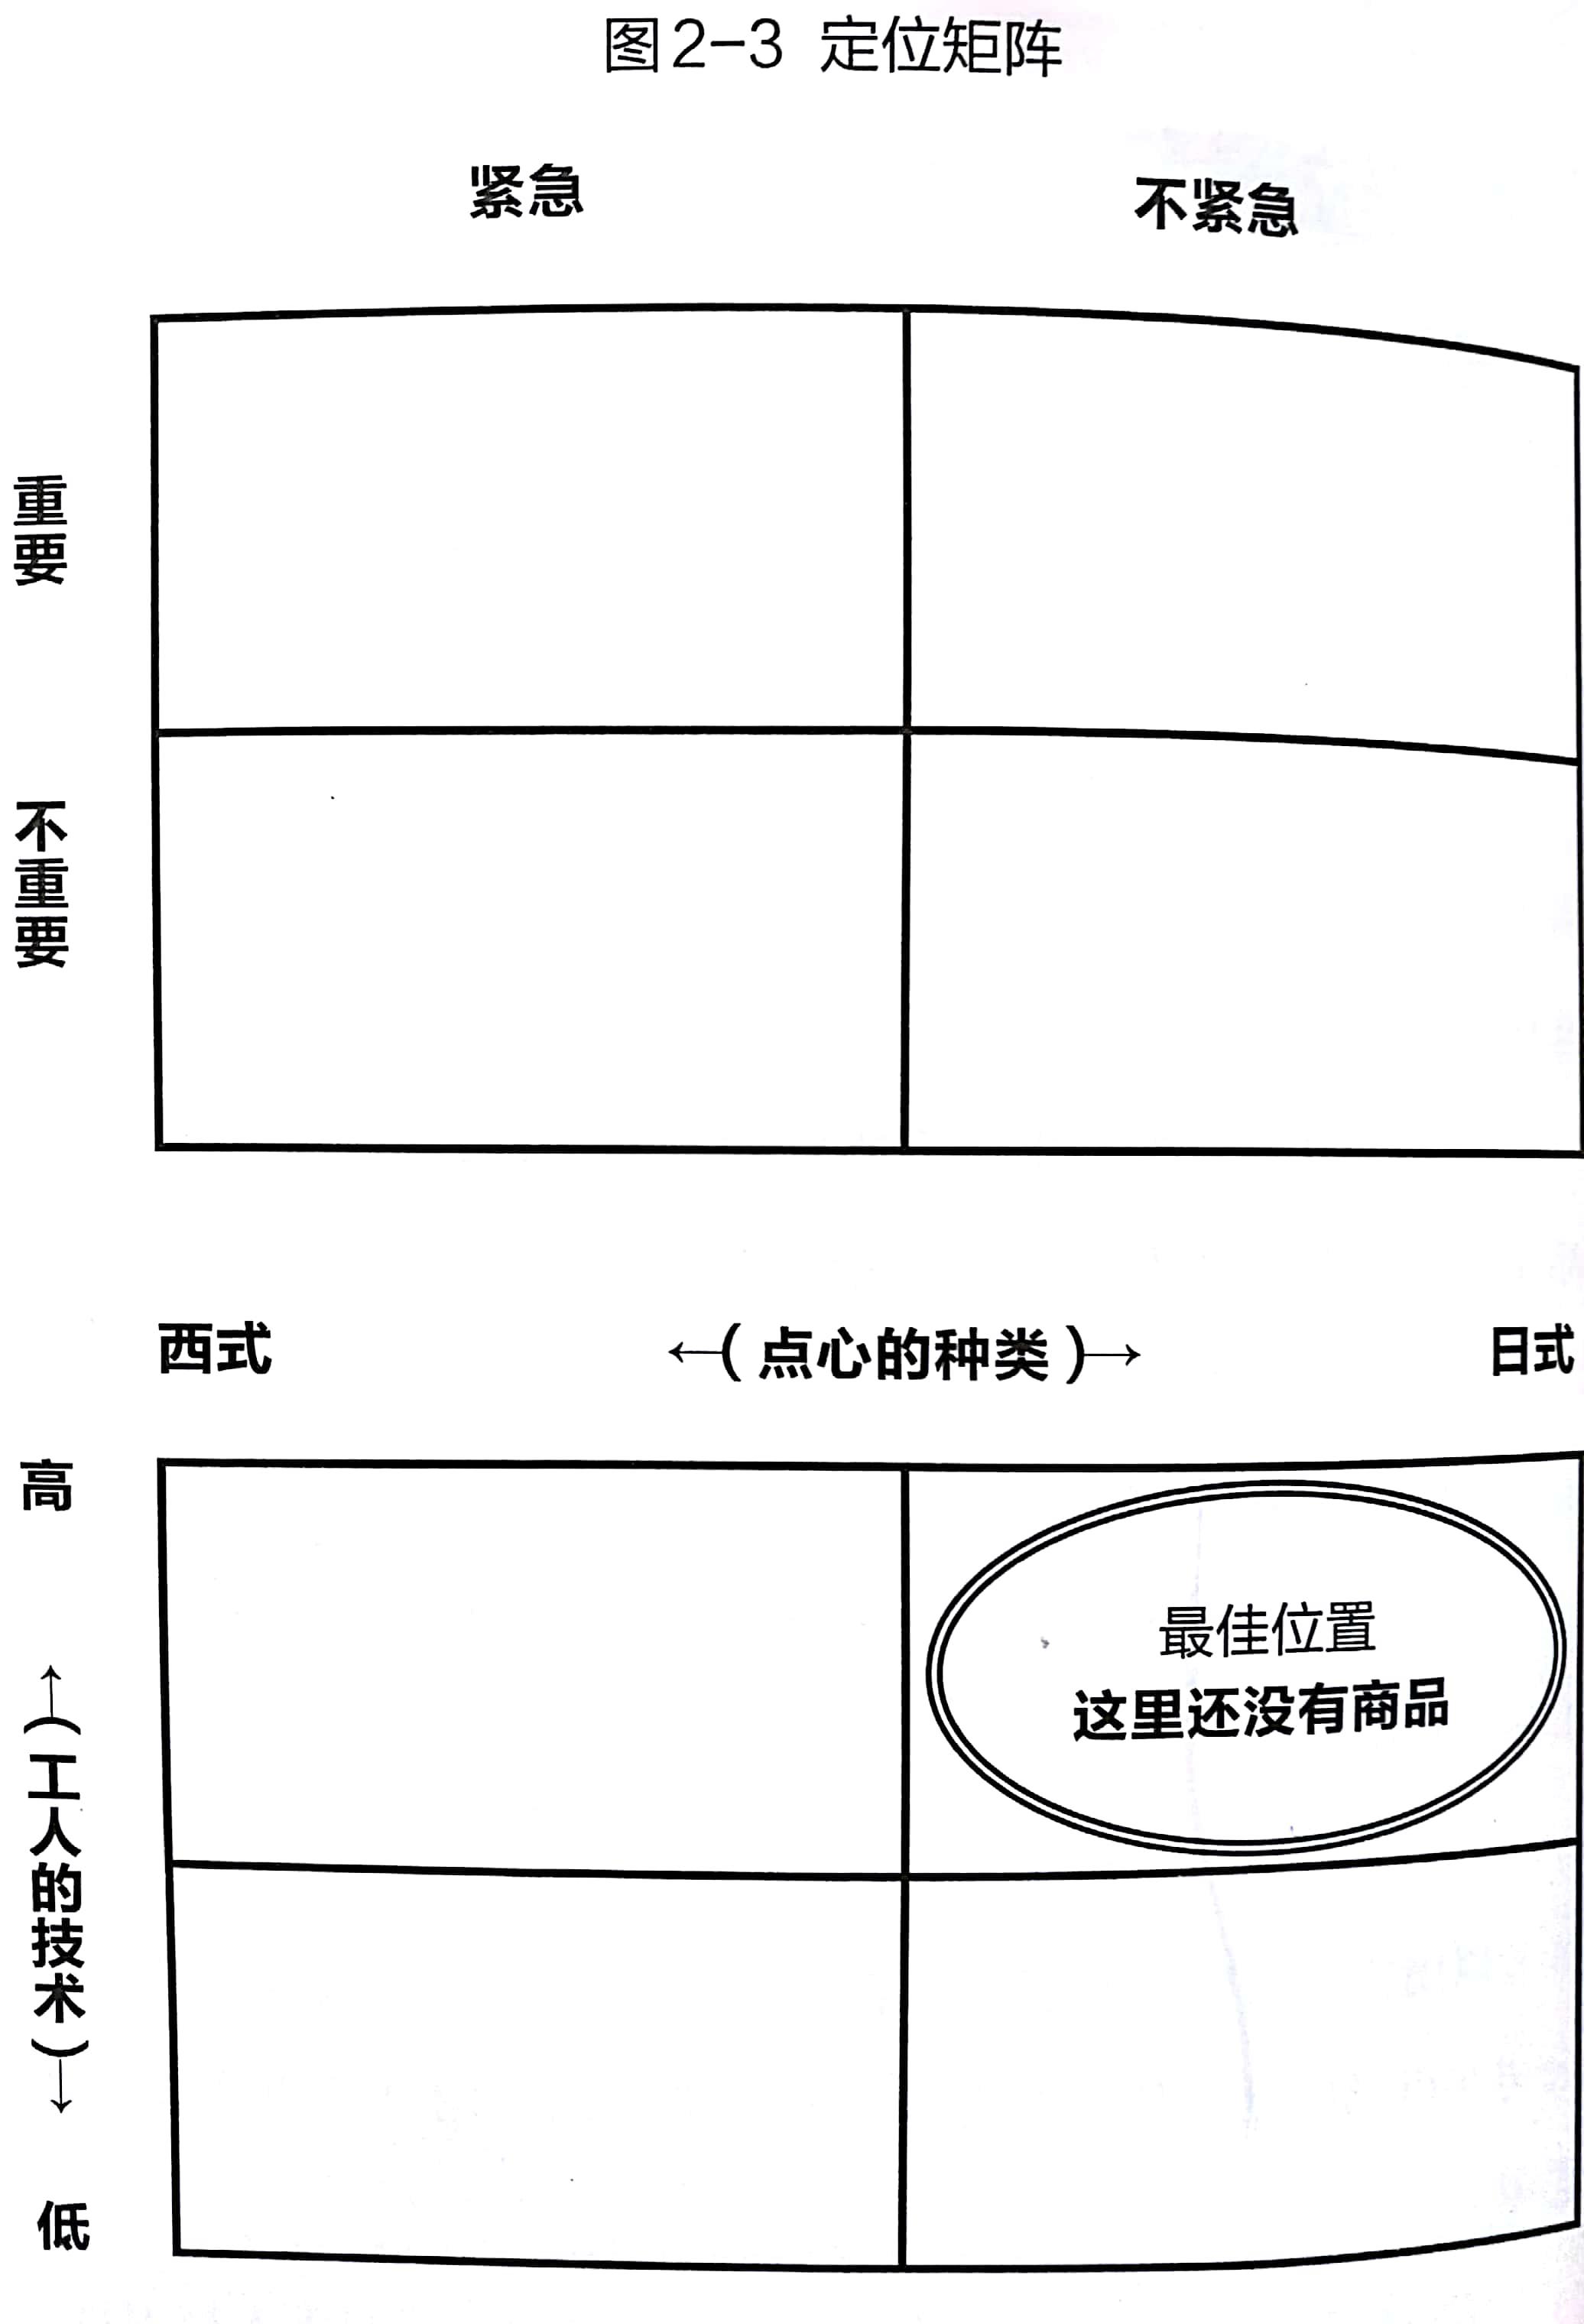 图2-3 定位矩阵
紧急 不紧急
重要
不重要
西式 ←(点心的种类)→ 日式
高
最佳位置
这里还没有商品
←(工人的技术)→
低